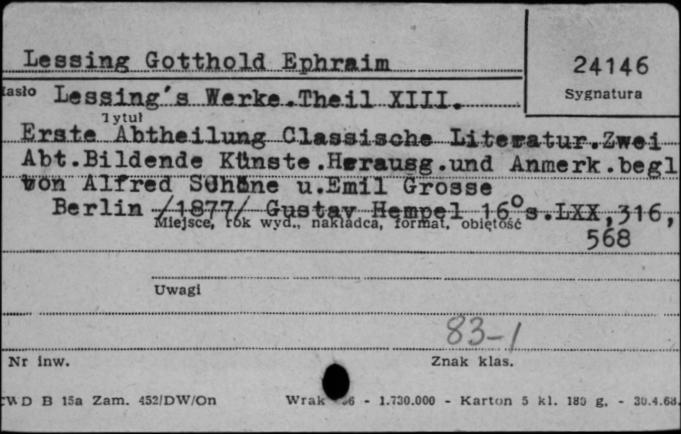 Lessing Gotthold Ephraim
24146
Sygnatura
Hasło Lessing's Werke.Theil XIII.
Tytuł
Erste Abtheilung Classische Literatur.Zwei
Abt.Bildende Künste.Herausg.und Anmerk.begl
von Alfred Schöne u.Emil Grosse
Berlin /1877/ Gustav Hempel 16° s.LXX,316,
Miejsce, rok wyd., nakładca, format, objętość
568
Uwagi
83-1
Nr inw.
Znak klas.
CWD B 15a Zam. 452/DW/On Wrak 66 - 1.730.000 - Karton 5 kl. 180 g. - 30.4.68.